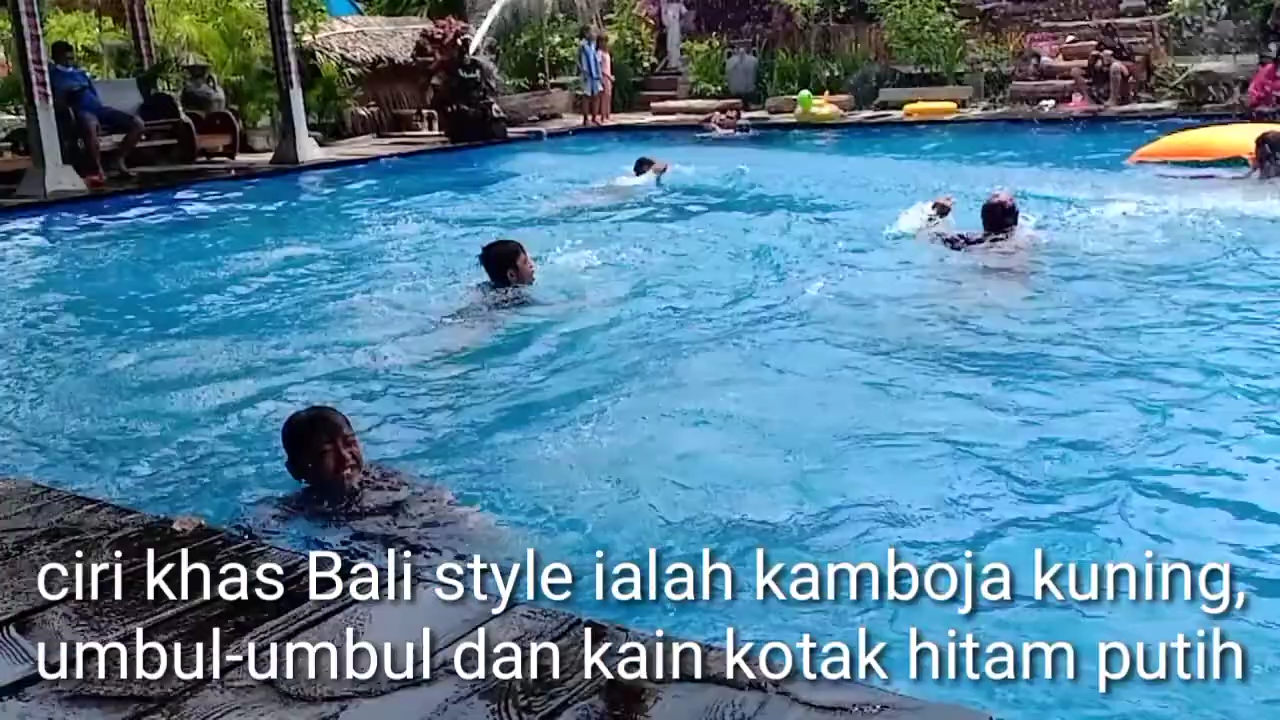 ciri khas Bali style ialah kamboja kuning,
umbul-umbul dan kain kotak hitam putih